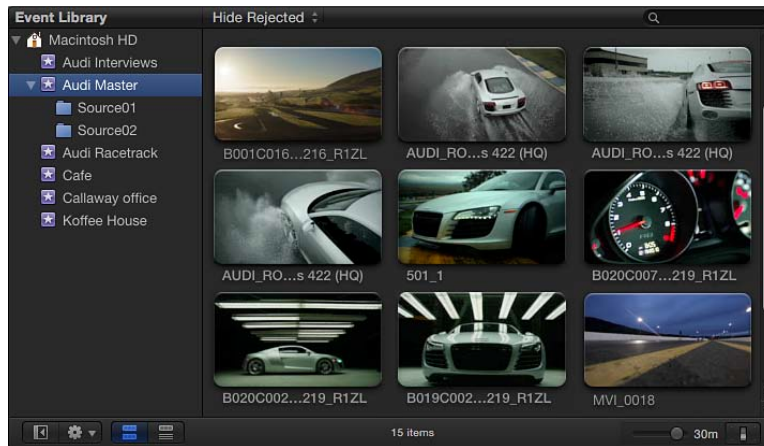 Event Library
Hide Rejected
Macintosh HD
Audi Interviews
Audi Master
Source01
Source02
Audi Racetrack
Cafe
Callaway office
Koffee House
B001C016...216_R1ZL
AUDI_RO...s 422 (HQ)
AUDI_RO...s 422 (HQ)
AUDI_RO...s 422 (HQ)
501_1
B020C007...219_R1ZL
B020C002...219_R1ZL
B019C002...219_R1ZL
MVI_0018
15 items
30m